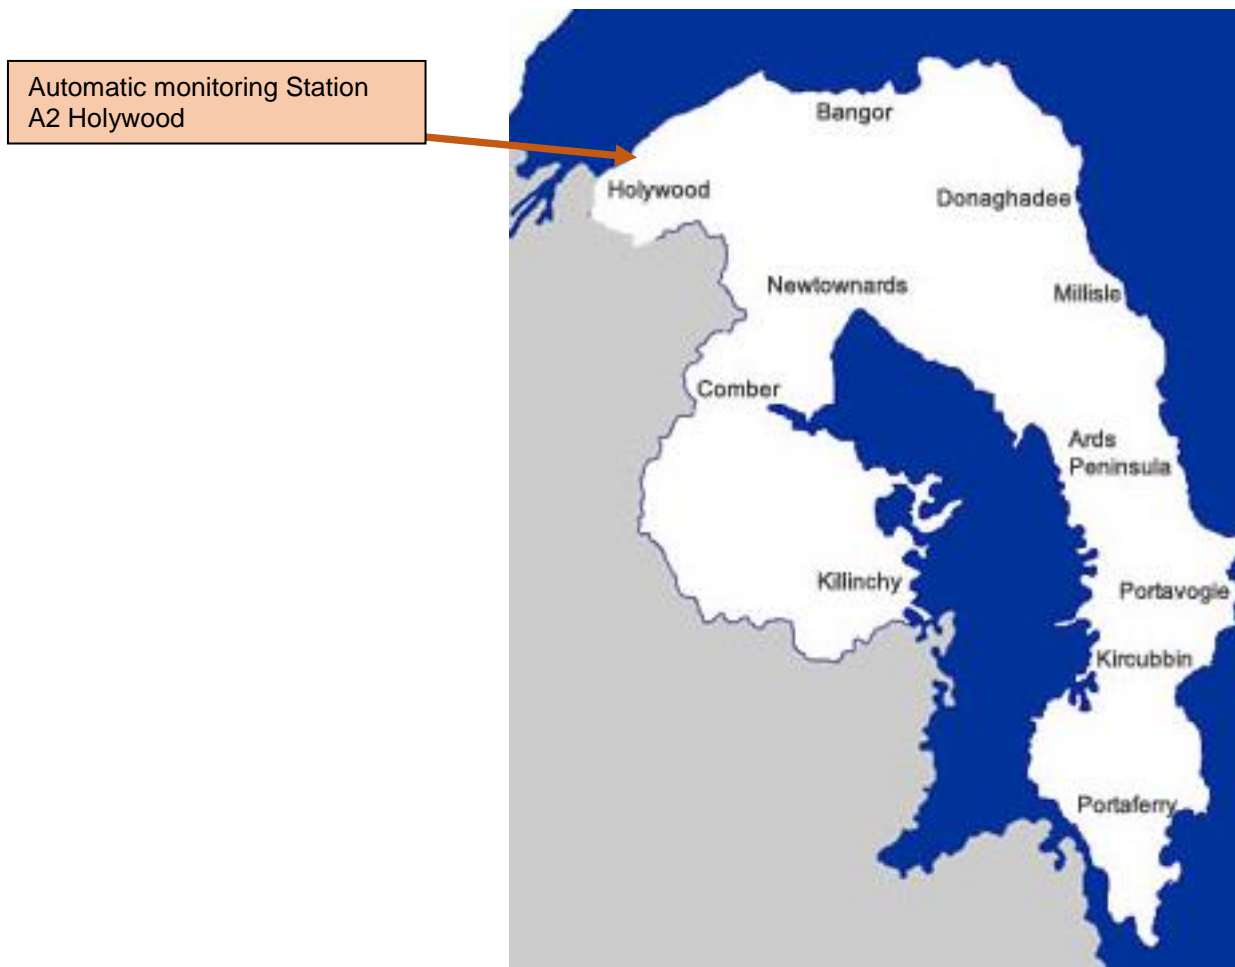 Automatic monitoring Station
A2 Holywood
Bangor
Holywood
Donaghadee
Newtownards
Millisle
Comber
Ards
Peninsula
Killinchy
Portavogie
Kircubbin
Portaferry